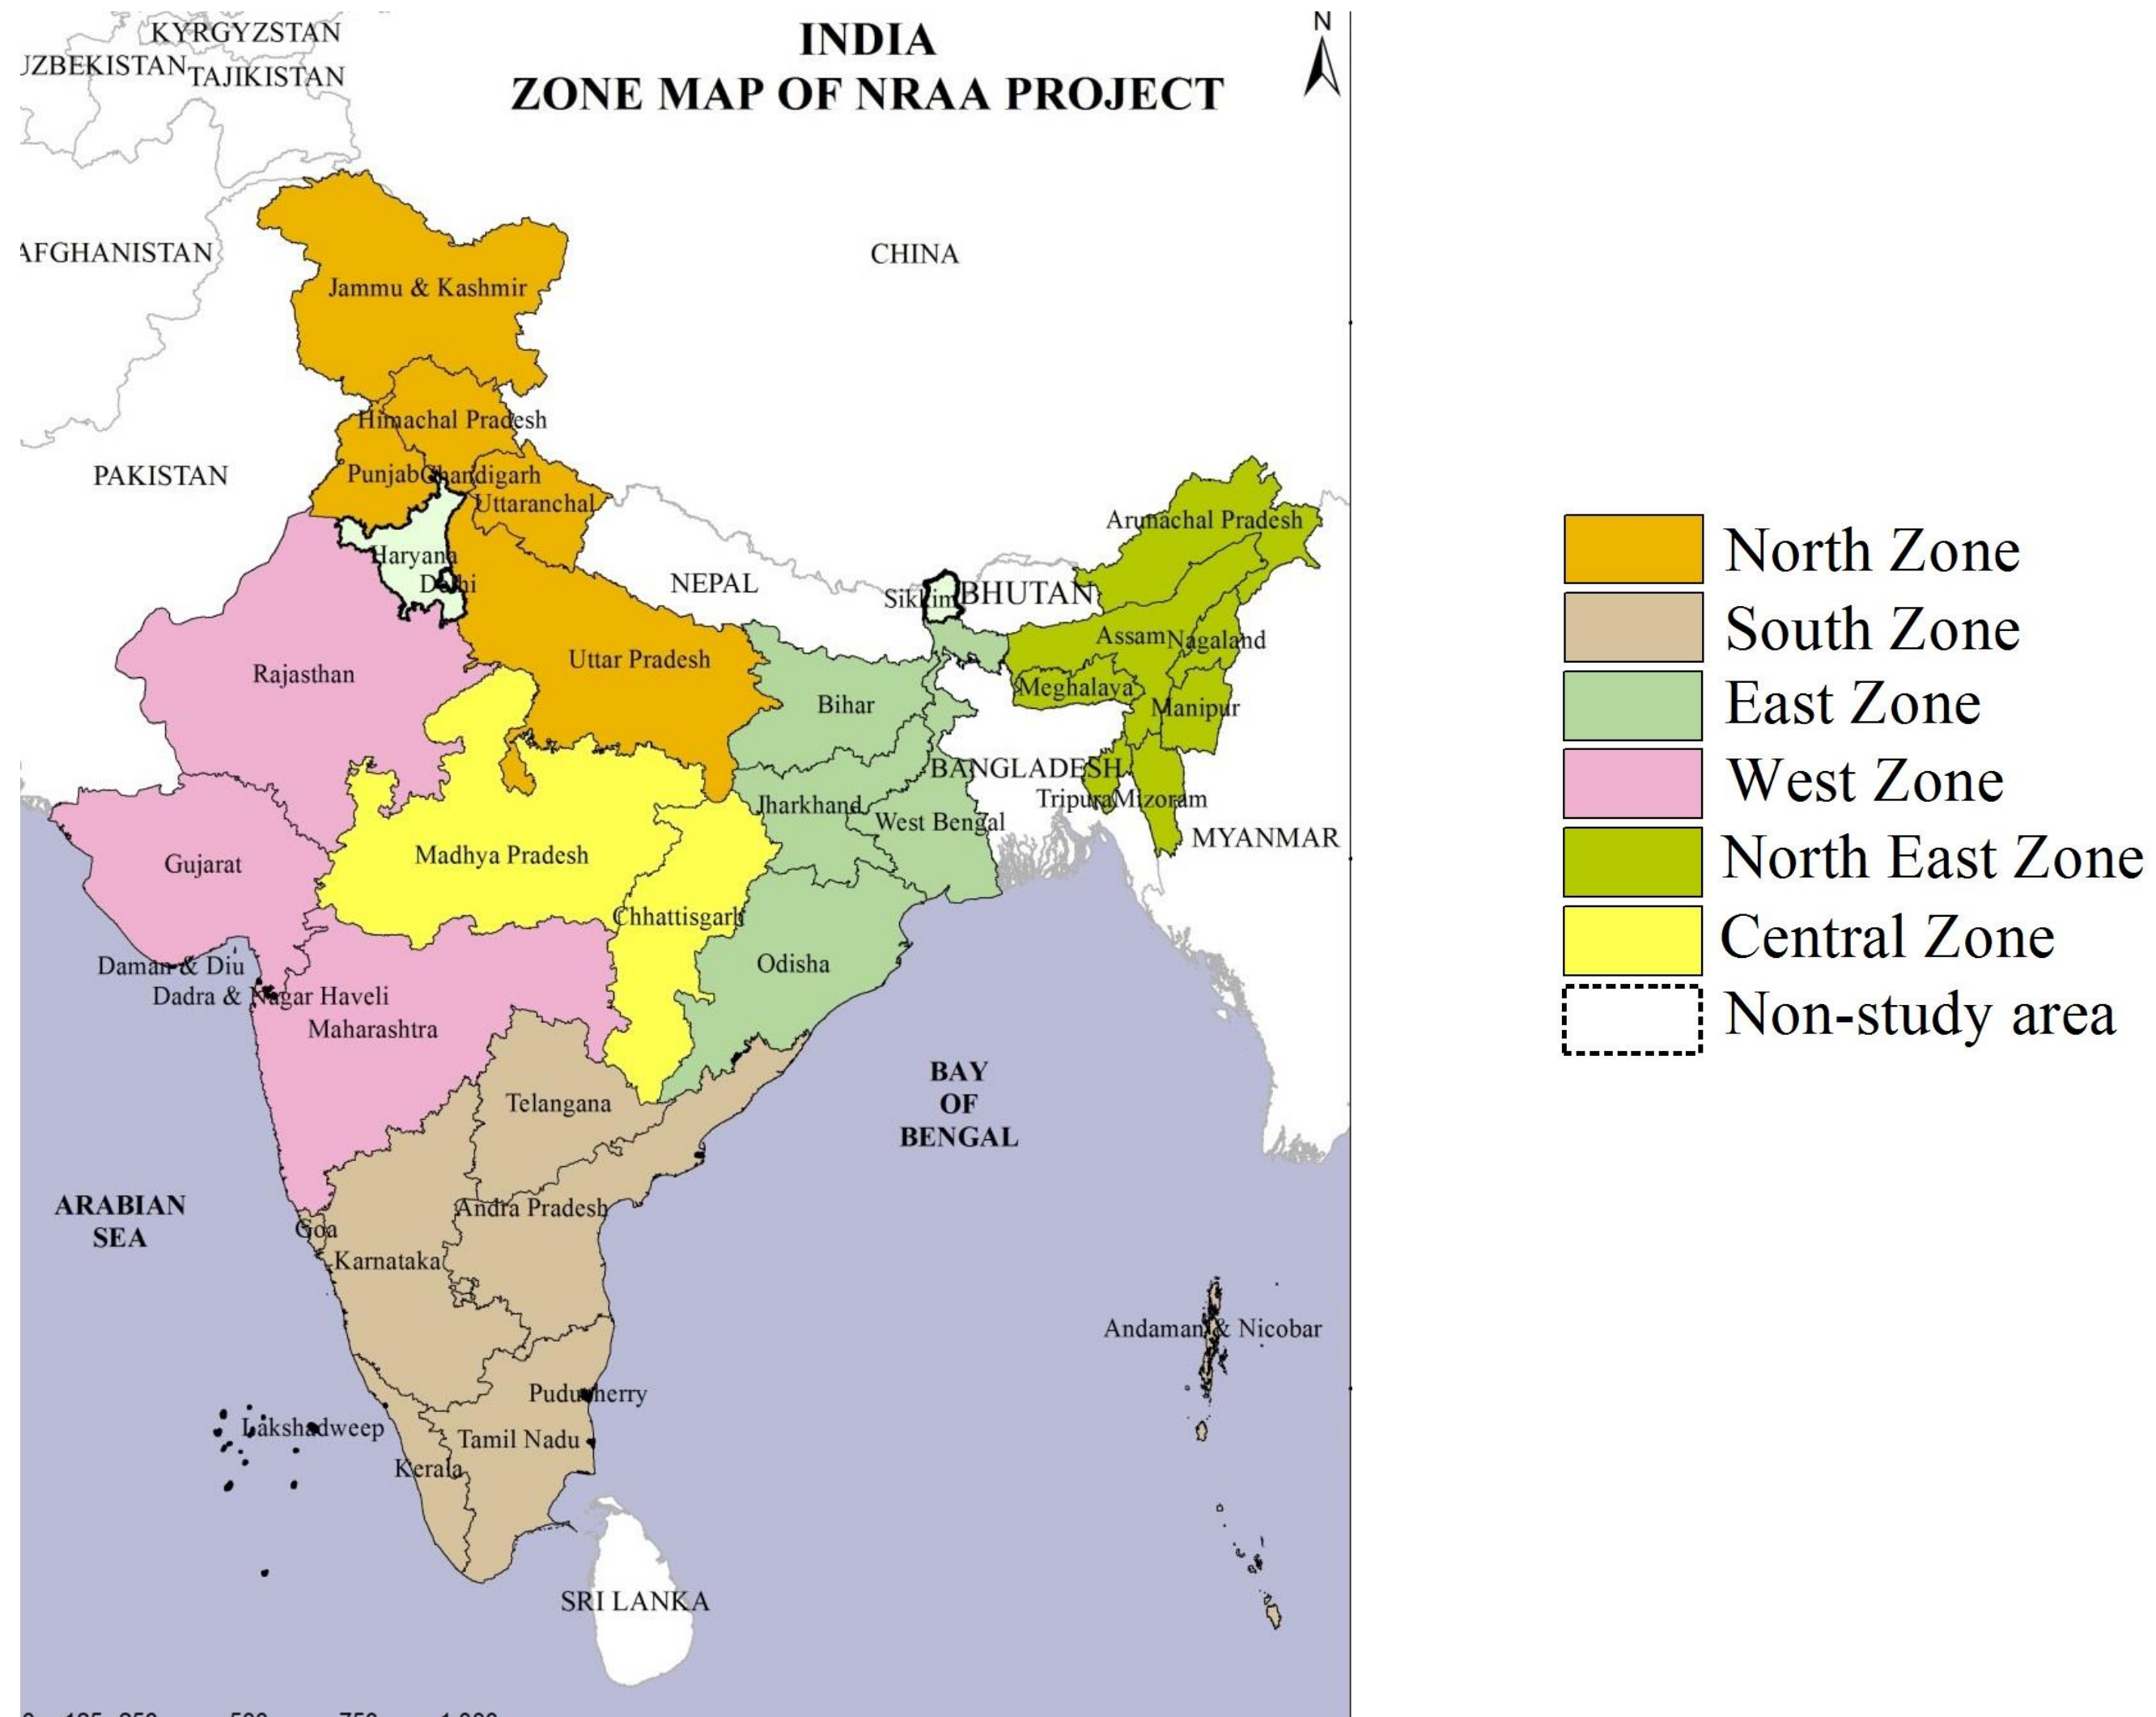 INDIA
ZONE MAP OF NRAA PROJECT
N
KYRGYZSTAN
UZBEKISTAN
TAJIKISTAN
AFGHANISTAN
CHINA
Jammu & Kashmir
Himachal Pradesh
PAKISTAN
Punjab
Chandigarh
Uttaranchal
Arunachal Pradesh
Haryana
Delhi
NEPAL
Sikkim
BHUTAN
Assam
Nagaland
Rajasthan
Uttar Pradesh
Bihar
Meghalaya
Manipur
BANGLADESH
Tripura
Mizoram
Jharkhand
West Bengal
MYANMAR
Gujarat
Madhya Pradesh
Chhattisgarh
Odisha
Daman & Diu
Dadra & Nagar Haveli
Maharashtra
BAY
OF
BENGAL
Telangana
ARABIAN
SEA
Andra Pradesh
Goa
Karnataka
Andaman & Nicobar
Puducherry
Lakshadweep
Tamil Nadu
Kerala
SRI LANKA
North Zone
South Zone
East Zone
West Zone
North East Zone
Central Zone
Non-study area